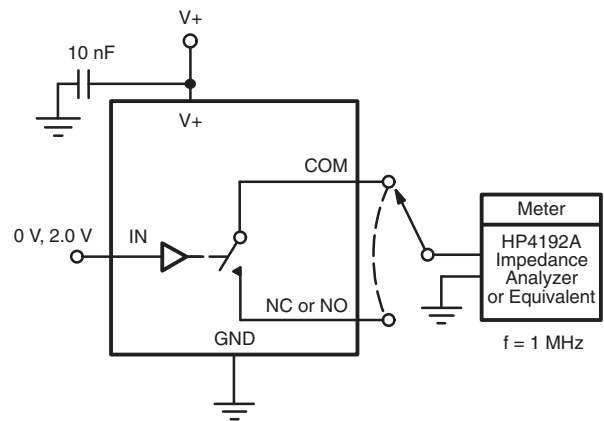 V+
10 nF
V+
COM
0 V, 2.0 V
IN
NC or NO
GND
Meter
HP4192A
Impedance
Analyzer
or Equivalent
f = 1 MHz